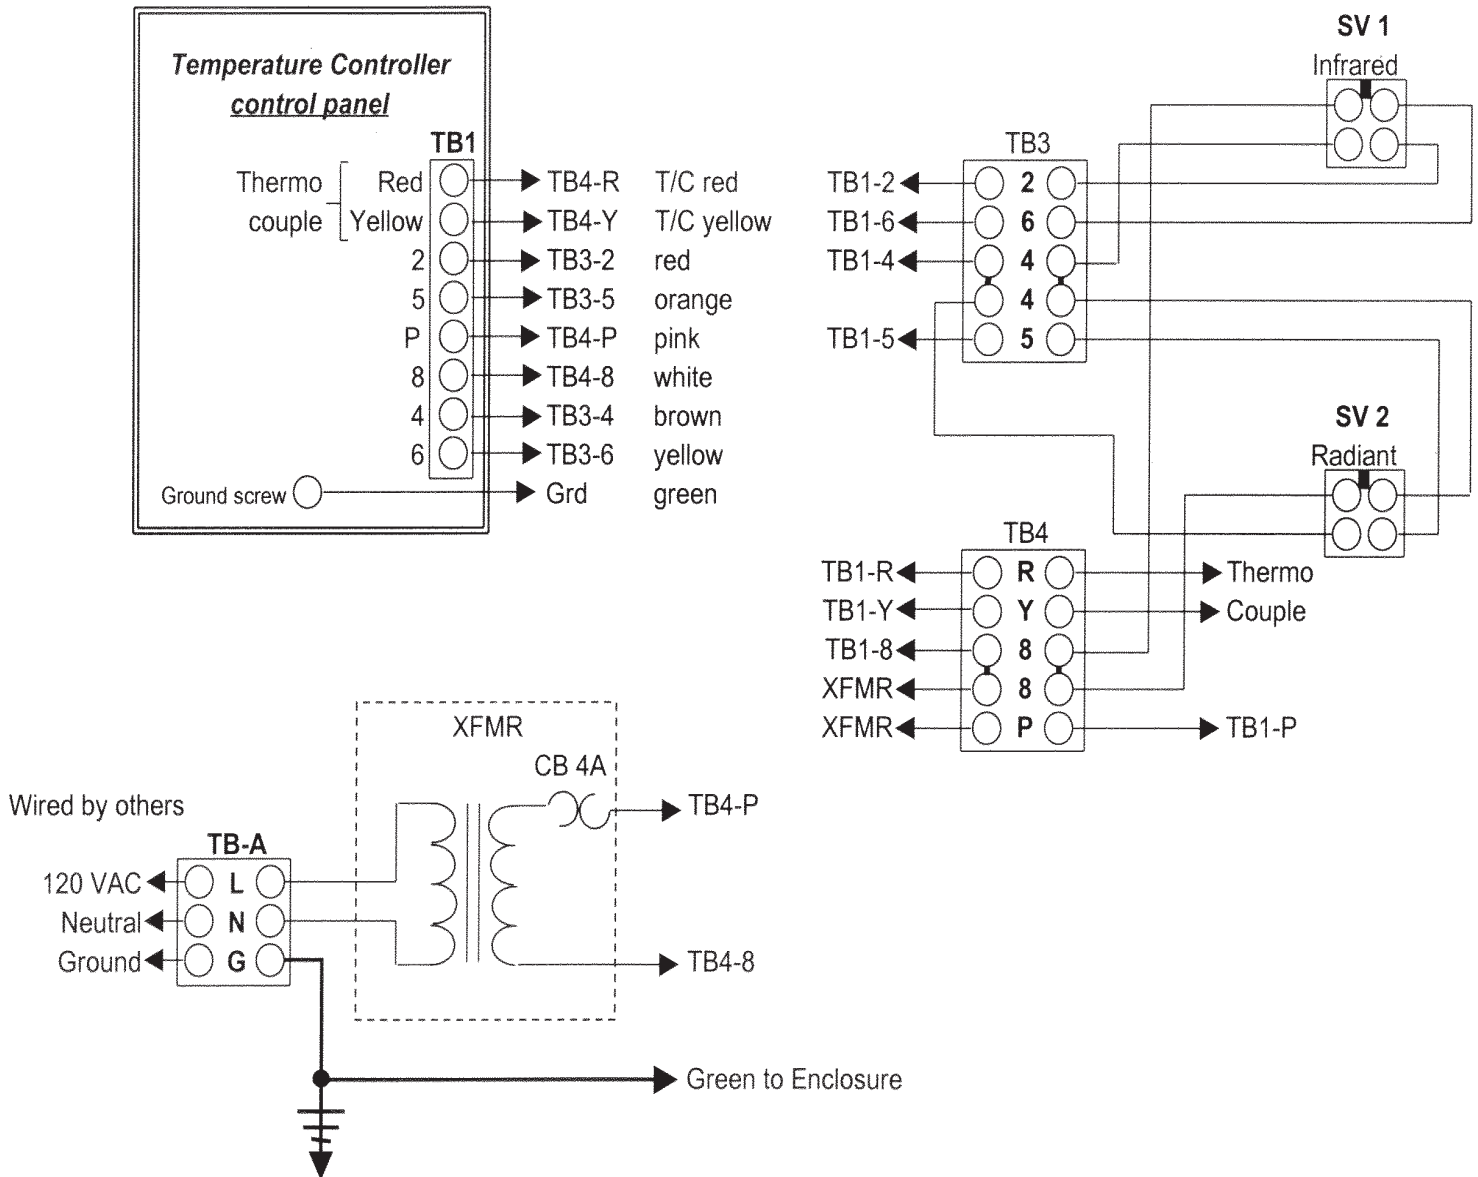 Temperature Controller
control panel
TB1
Thermo
couple
Red TB4-R T/C red
Yellow TB4-Y T/C yellow
2 TB3-2 red
5 TB3-5 orange
P TB4-P pink
8 TB4-8 white
4 TB3-4 brown
6 TB3-6 yellow
Ground screw Grd green
SV 1
Infrared
TB3
TB1-2 2
TB1-6 6
TB1-4 4
4
TB1-5 5
SV 2
Radiant
TB4
TB1-R R Thermo
TB1-Y Y Couple
TB1-8 8
XFMR 8
XFMR P TB1-P
XFMR
CB 4A
TB4-P
TB4-8
Wired by others
TB-A
120 VAC L
Neutral N
Ground G
Green to Enclosure